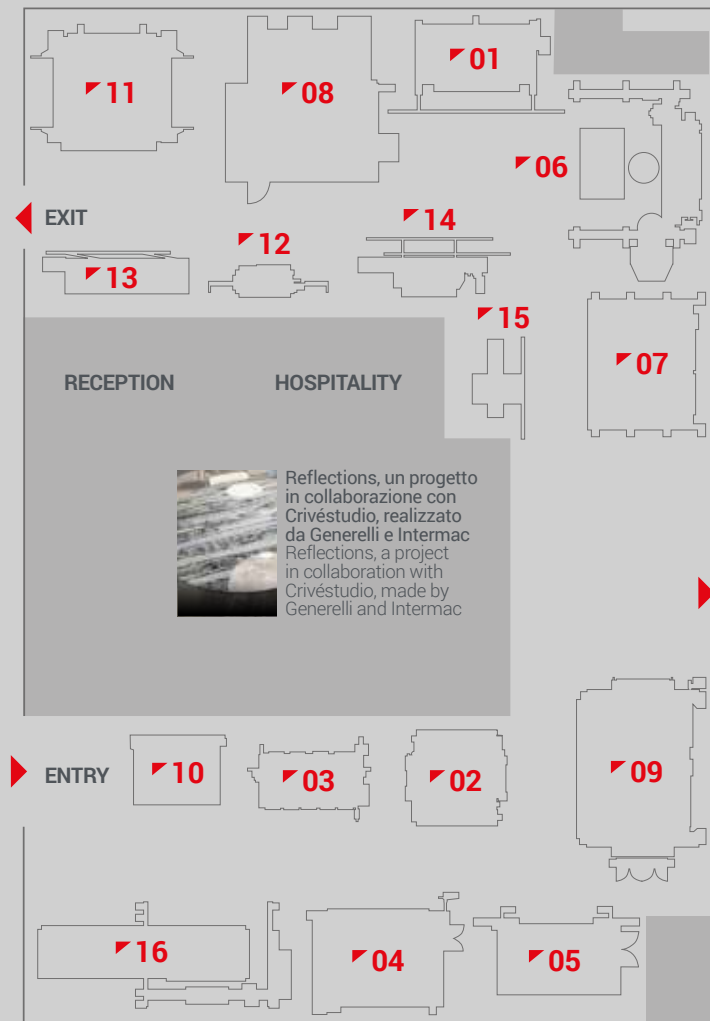 01
11
08
06
EXIT
14
12
13
15
07
RECEPTION
HOSPITALITY
Reflections, un progetto
in collaborazione con
Crivéstudio, realizzato
da Generelli e Intermac
Reflections, a project
in collaboration with
Crivéstudio, made by
Generelli and Intermac
ENTRY
10
03
02
09
16
04
05